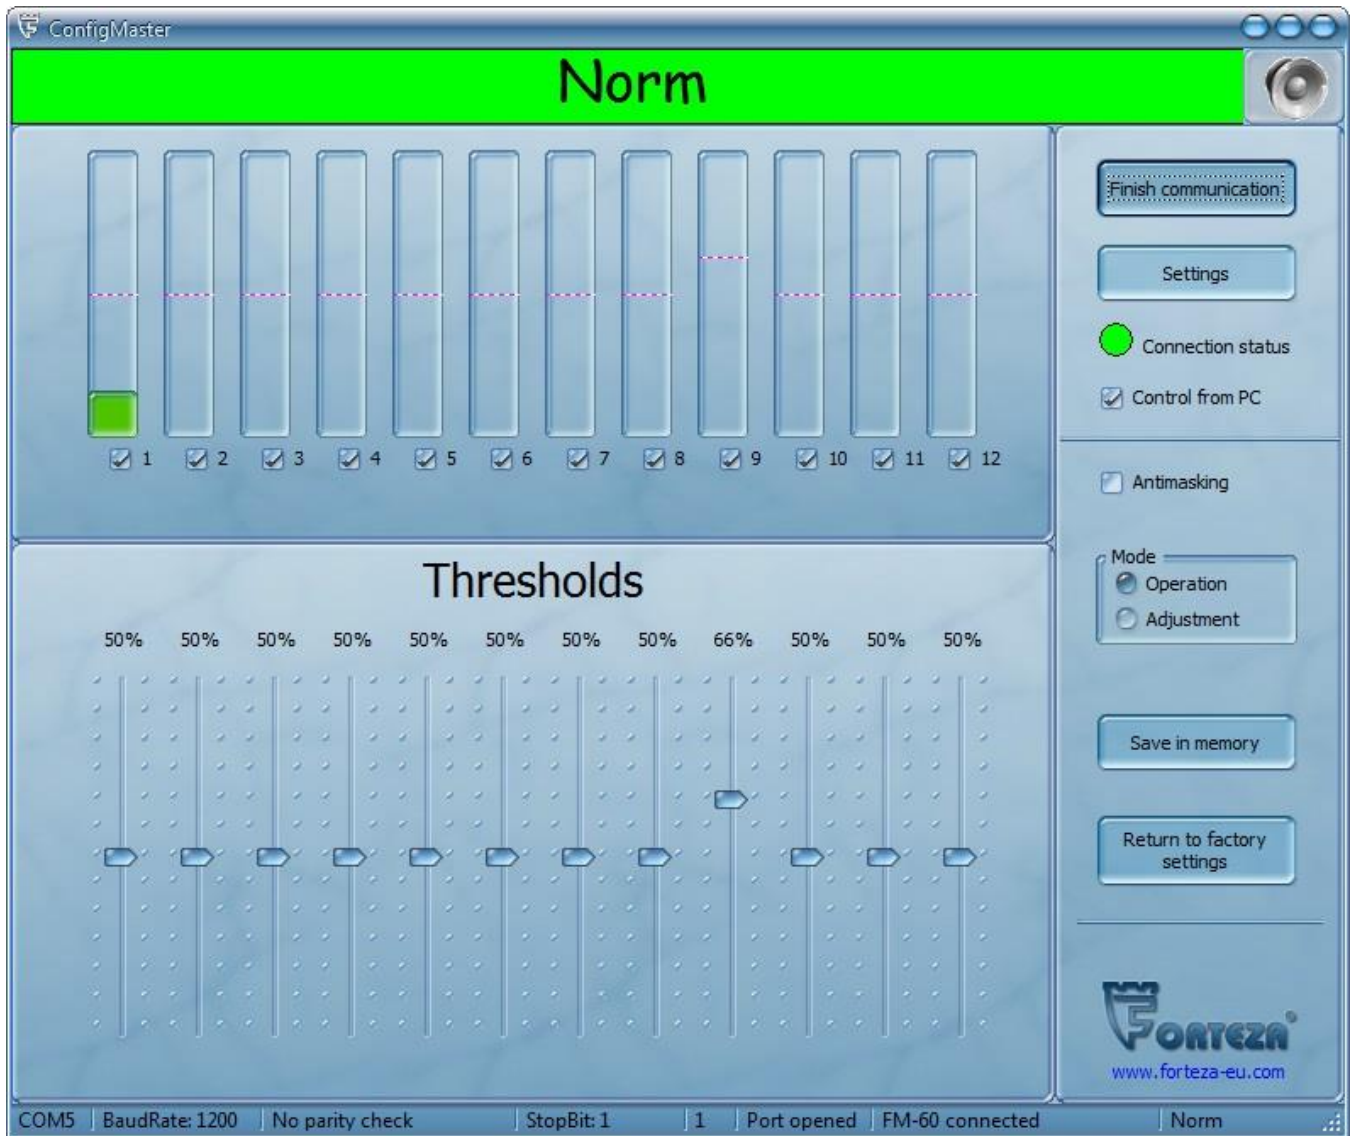 ConfigMaster
Norm
1 2 3 4 5 6 7 8 9 10 11 12
Thresholds
50% 50% 50% 50% 50% 50% 50% 50% 66% 50% 50% 50%
Finish communication
Settings
Connection status
Control from PC
Antimasking
Mode
Operation
Adjustment
Save in memory
Return to factory
settings
FORTEZA®
www.forteza-eu.com
COM5 BaudRate: 1200 No parity check StopBit: 1 1 Port opened FM-60 connected Norm